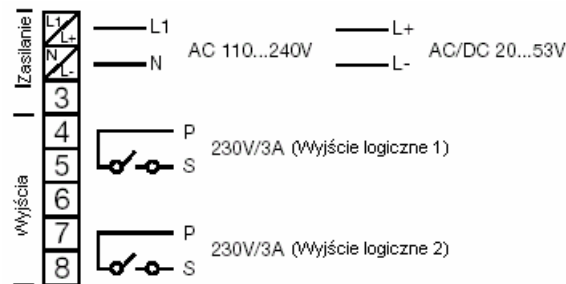 Zasilanie
L1 L+
L1
AC 110...240V
L+
AC/DC 20...53V
N L-
N
L-
3
Wyjścia
4
P
230V/3A (Wyjście logiczne 1)
5
S
6
7
P
230V/3A (Wyjście logiczne 2)
8
S